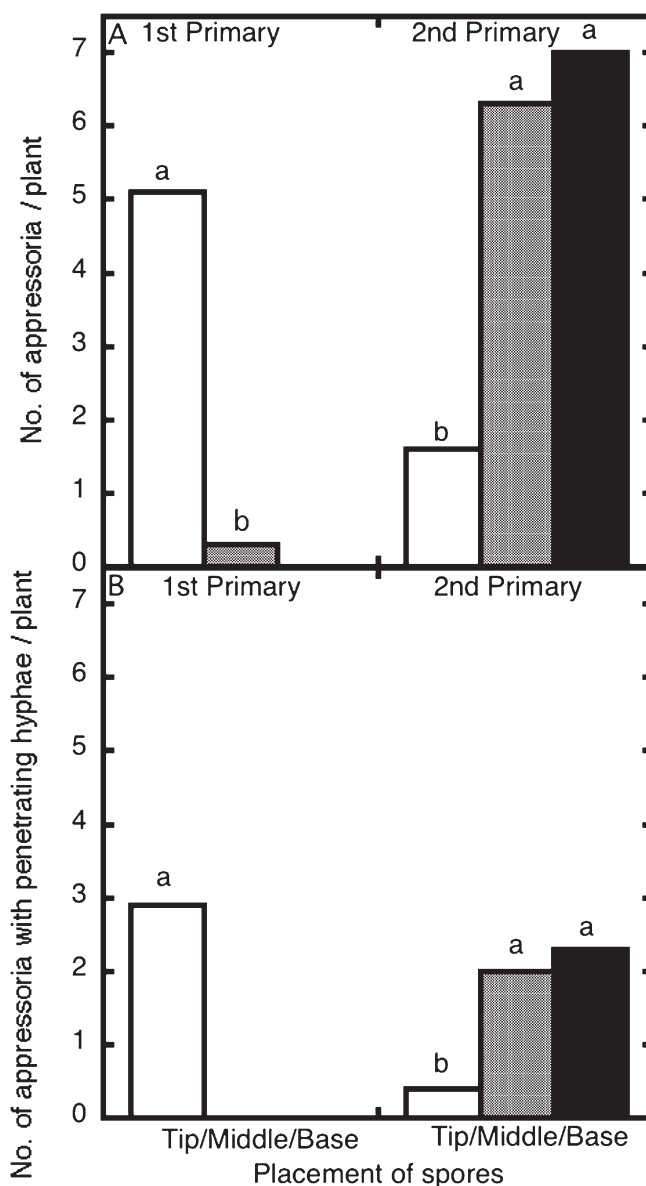 A 1st Primary 2nd Primary
a
7
a
6
a
5
4
3
2
b
1
b
0
No. of appressoria / plant
B 1st Primary 2nd Primary
7
6
5
4
a
3
a
a
2
1
b
0
No. of appressoria with penetrating hyphae / plant
Tip/Middle/Base Tip/Middle/Base
Placement of spores